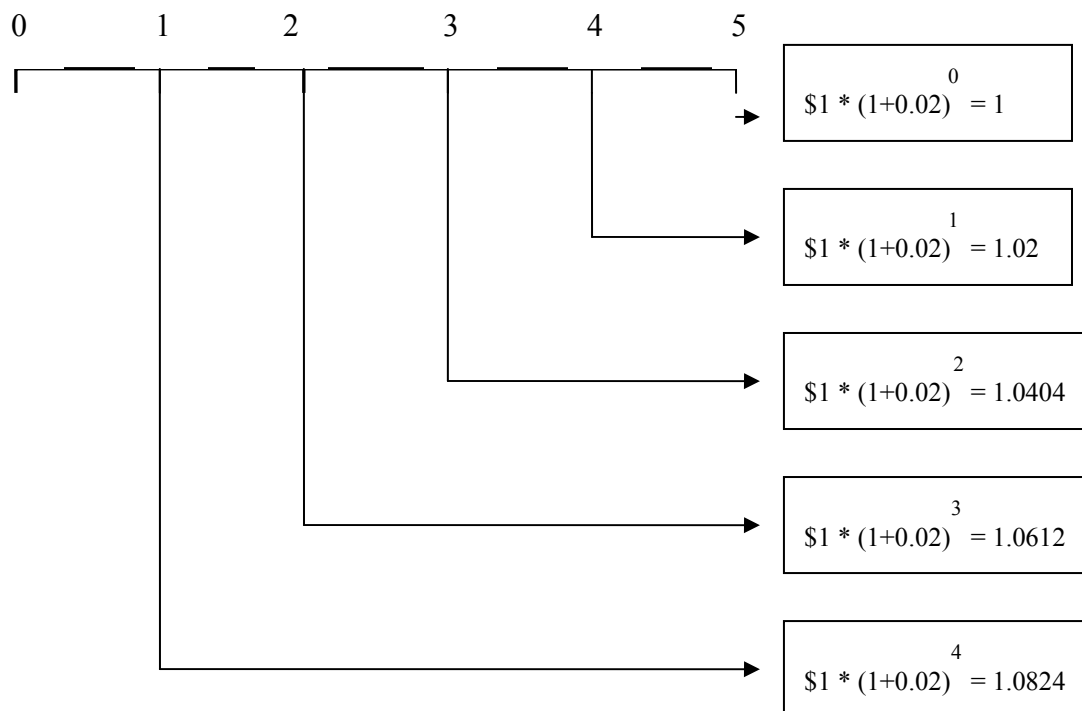 0 1 2 3 4 5
$1 * (1+0.02)^0 = 1
$1 * (1+0.02)^1 = 1.02
$1 * (1+0.02)^2 = 1.0404
$1 * (1+0.02)^3 = 1.0612
$1 * (1+0.02)^4 = 1.0824